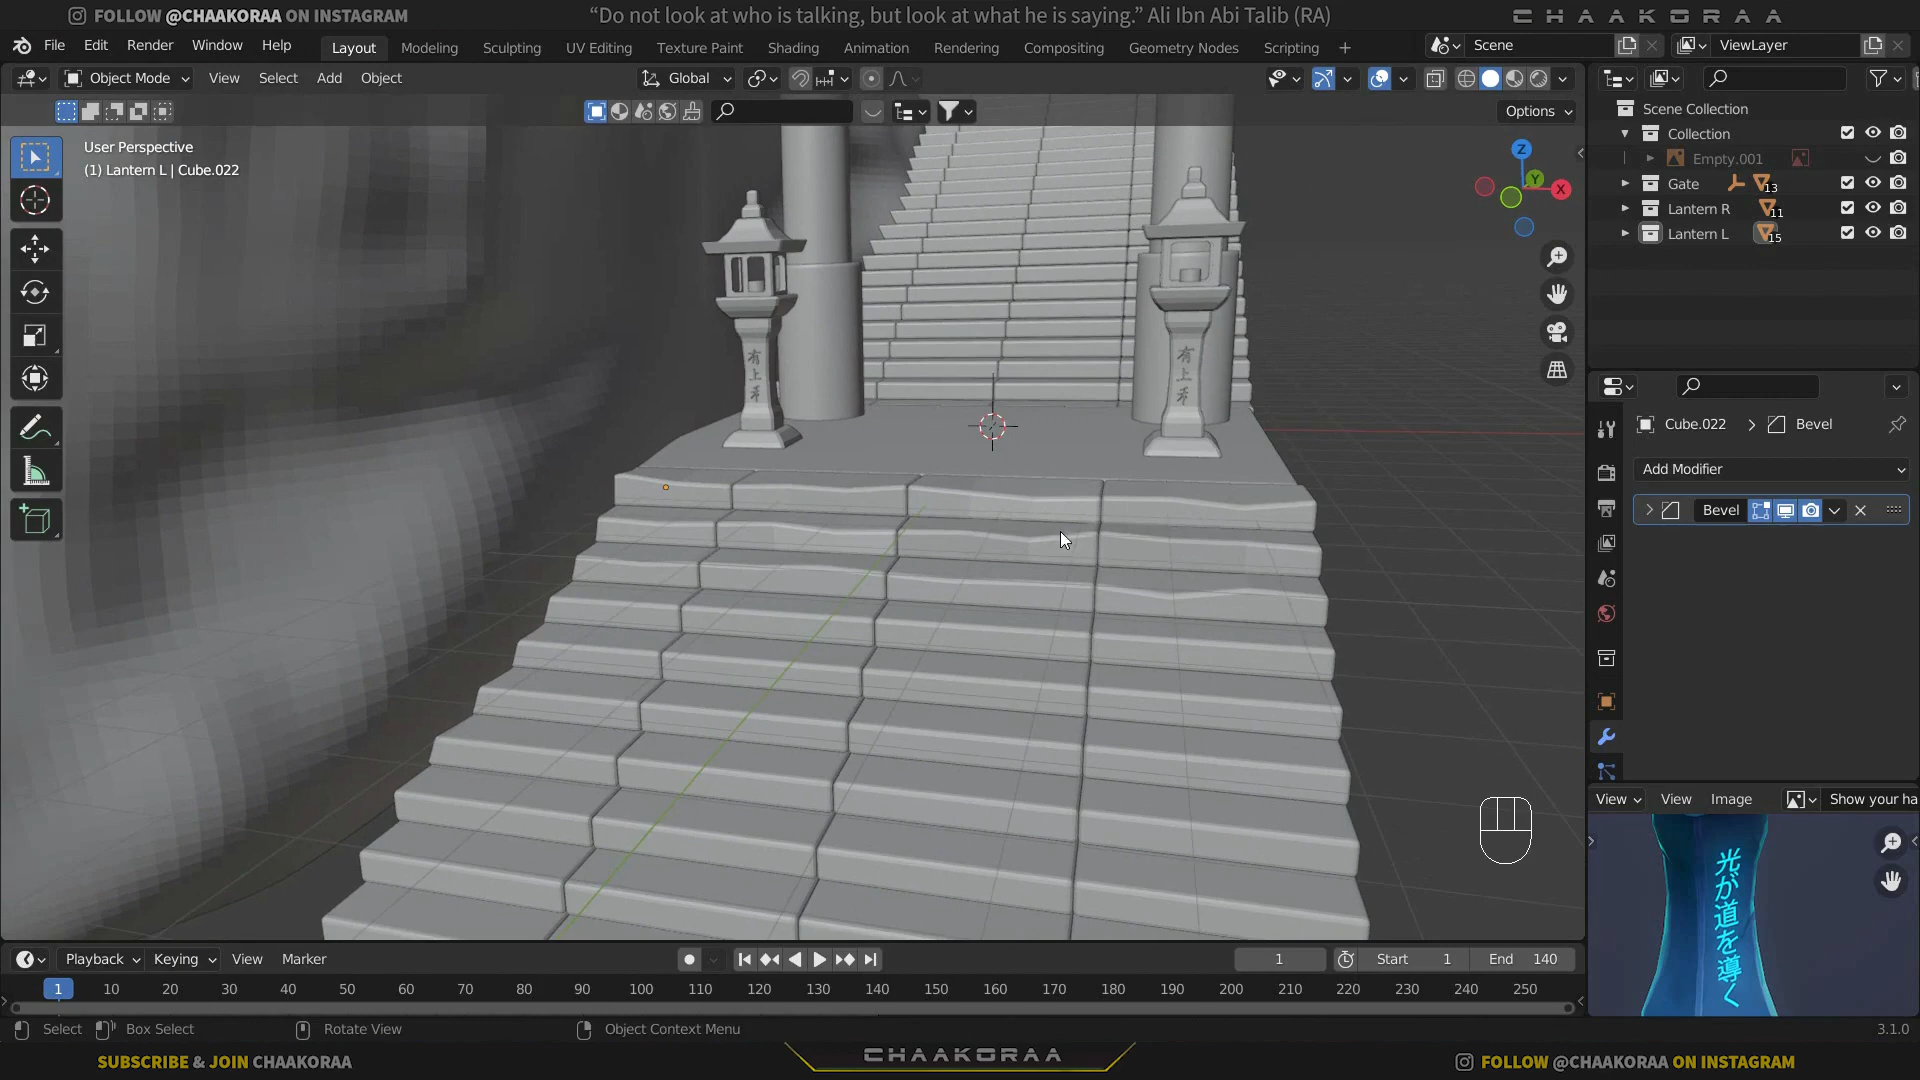 FOLLOW @CHAAKORAA ON INSTAGRAM
“Do not look at who is talking, but look at what he is saying.” Ali Ibn Abi Talib (RA)
CHAAKORAA
File Edit Render Window Help
Layout Modeling Sculpting UV Editing Texture Paint Shading Animation Rendering Compositing Geometry Nodes Scripting +
Scene
ViewLayer
Object Mode View Select Add Object
Global
Options
User Perspective
(1) Lantern L | Cube.022
Z
Y
X
有
上
有
上
Scene Collection
Collection
Empty.001
Gate 13
Lantern R 11
Lantern L 15
Cube.022 > Bevel
Add Modifier
Bevel
View View Image Show your ha
光が道を導く
Playback Keying View Marker
1 Start 1 End 140
1 10 20 30 40 50 60 70 80 90 100 110 120 130 140 150 160 170 180 190 200 210 220 230 240 250
Select Box Select Rotate View Object Context Menu 3.1.0
SUBSCRIBE & JOIN CHAAKORAA
CHAAKORAA
FOLLOW @CHAAKORAA ON INSTAGRAM